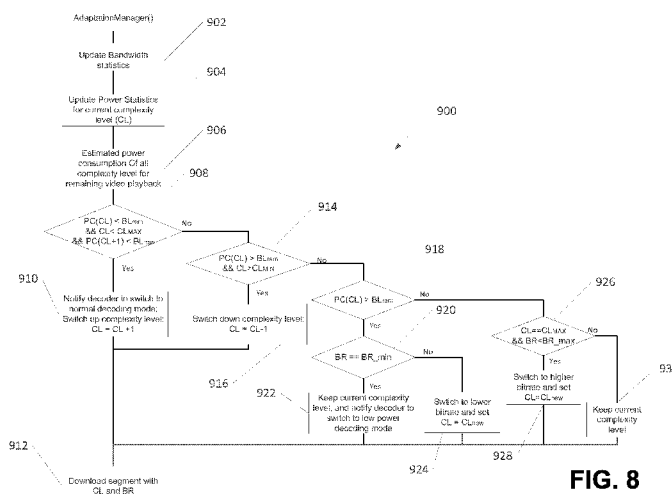 AdaptationManager()
902
Update Bandwidth
statistics
904
Update Power Statistics
for current complexity
level (CL)
906
900
Estimated power
consumption Of all
complexity level for
remaining video playback
908
PC(CL) < BLrem
&& CL< CLMAX
&& PC(CL+1) < BLrem
No
914
PC(CL) > BLrem
&& CL>CLMIN
No
918
910
Yes
Yes
PC(CL) > BLrem
No
926
Notify decoder in switch to
normal decoding mode;
Switch up complexity level:
CL = CL +1
Switch down complexity level:
CL = CL-1
Yes
920
CL==CLMAX
&& BR<BR_max
No
916
BR == BR_min
No
Yes
93
922
Yes
Keep current complexity
level, and notify decoder to
switch to low power
decoding mode
Switch to lower
bitrate and set
CL = CLnew
Switch to higher
bitrate and set
CL=CLnew
Keep current
complexity
level
912
924
928
Download segment with
CL and BR
FIG. 8